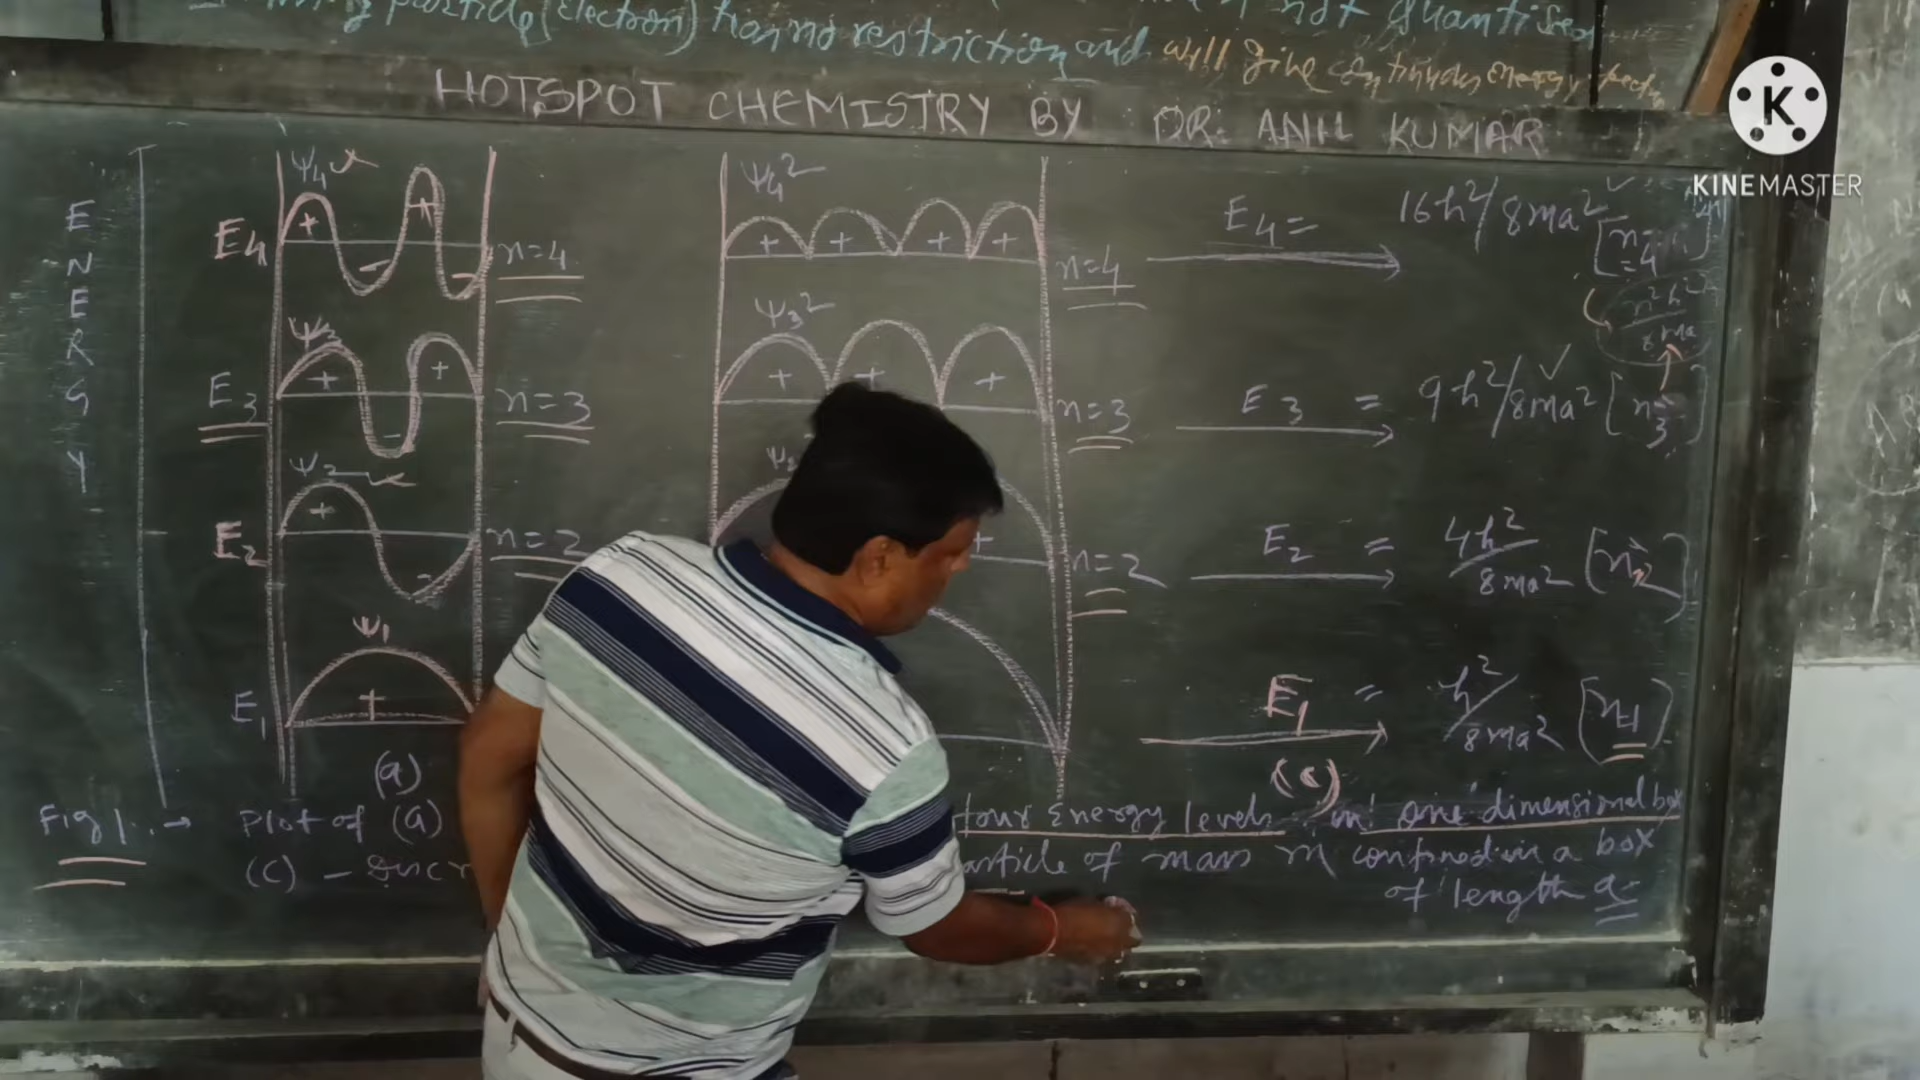 particle (Electron) has no restriction and will give continuous energy
not quantised
HOTSPOT CHEMISTRY BY DR. ANIL KUMAR
KINEMASTER
ENERGY
Ψ4
E4
n=4
Ψ4²
n=4
E4 = 16h²/8ma² [n=4]
n²h²/8ma
E3
n=3
Ψ3²
n=3
E3 = 9h²/8ma² [n=3]
Ψ2
E2
n=2
n=2
E2 = 4h²/8ma² [n=2]
Ψ1
E1
E1 = h²/8ma² [n=1]
(a)
(c)
Fig 1. → Plot of (a) four Energy levels in one dimensional box
(c) - particle of mass m confined in a box
of length a